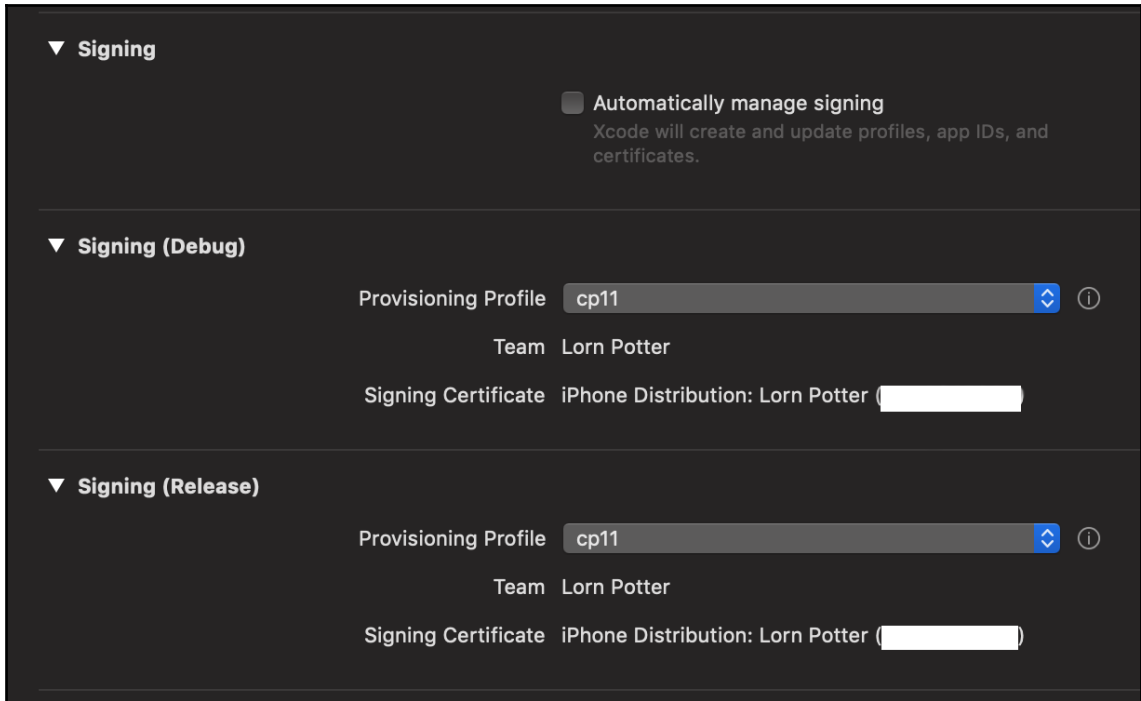 Signing
Automatically manage signing
Xcode will create and update profiles, app IDs, and
certificates.
Signing (Debug)
Provisioning Profile cp11
Team Lorn Potter
Signing Certificate iPhone Distribution: Lorn Potter ( )
Signing (Release)
Provisioning Profile cp11
Team Lorn Potter
Signing Certificate iPhone Distribution: Lorn Potter ( )